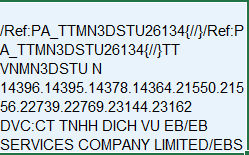 /Ref:PA_TTMN3DSTU26134{//}/Ref:P
A_TTMN3DSTU26134{//}TT
VNMN3DSTU N
14396.14395.14378.14364.21550.215
56.22739.22769.23144.23162
DVC:CT TNHH DICH VU EB/EB
SERVICES COMPANY LIMITED/EBS